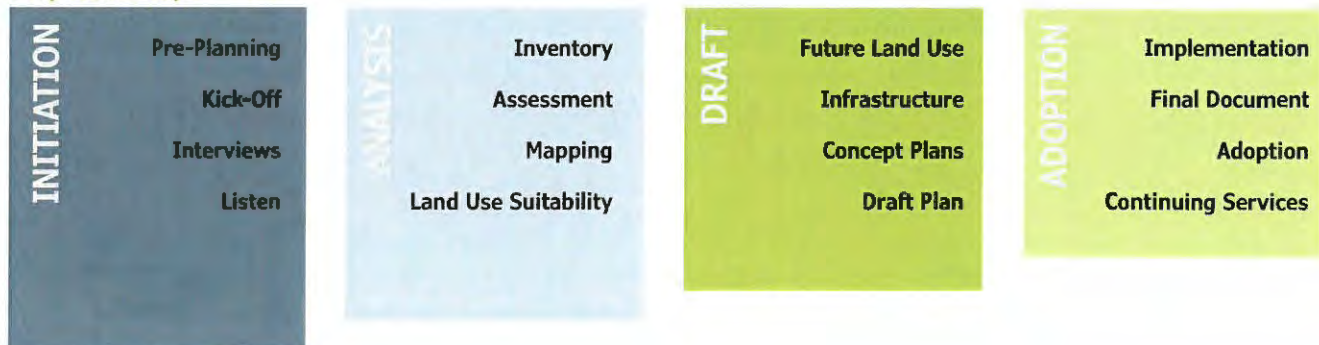 INITIATION
Pre-Planning
Kick-Off
Interviews
Listen
ANALYSIS
Inventory
Assessment
Mapping
Land Use Suitability
DRAFT
Future Land Use
Infrastructure
Concept Plans
Draft Plan
ADOPTION
Implementation
Final Document
Adoption
Continuing Services